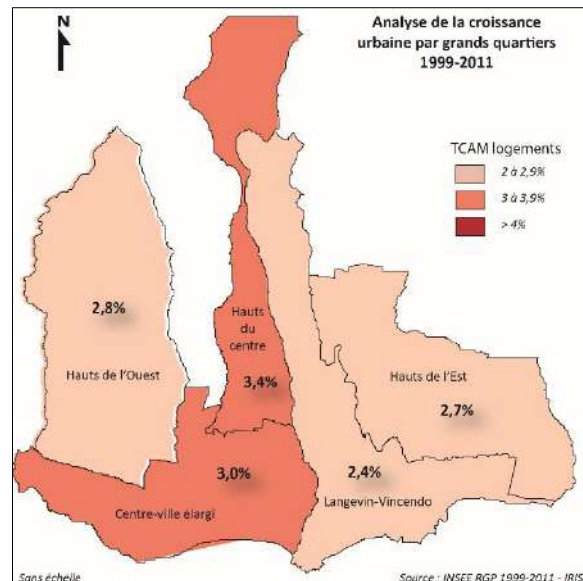 N
Analyse de la croissance
urbaine par grands quartiers
1999-2011
TCAM logements
2 à 2,9%
3 à 3,9%
> 4%
2,8%
Hauts de l'Ouest
Hauts
du
centre
3,4%
Hauts de l'Est
2,7%
3,0%
Centre-ville élargi
2,4%
Langevin-Vincendo
Sans échelle
Source : INSEE RGP 1999-2011 - IRIS